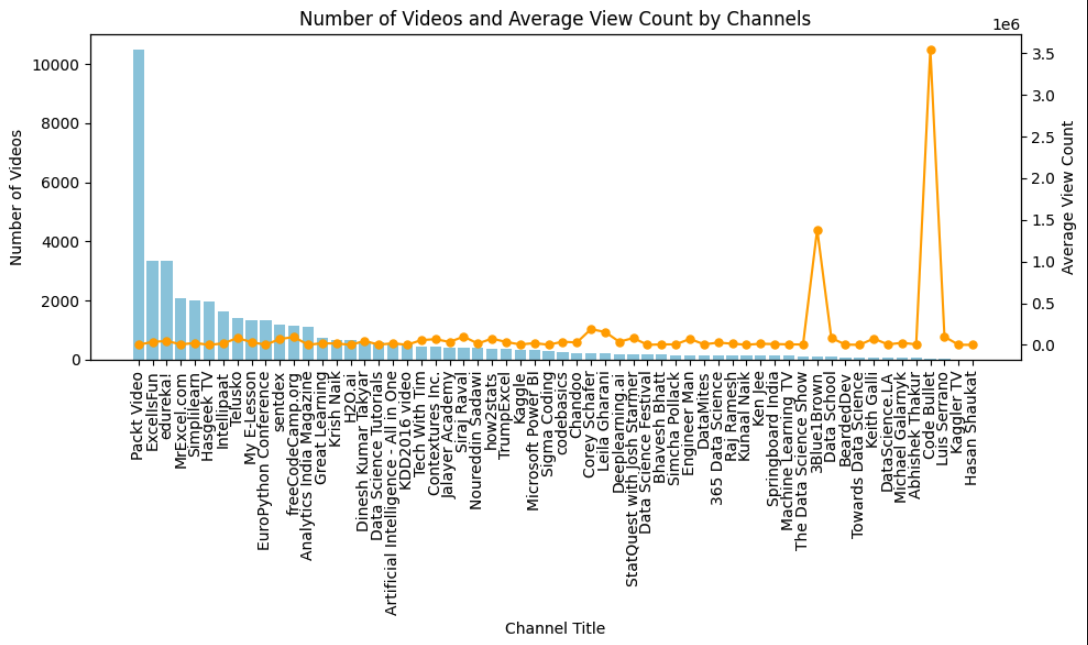 Number of Videos and Average View Count by Channels
1e6
Number of Videos
10000
8000
6000
4000
2000
0
3.5
3.0
2.5
2.0
1.5
1.0
0.5
0.0
Average View Count
Packt Video
ExcelIsFun
edureka!
MrExcel.com
Simplilearn
Hasgeek TV
Intellipaat
Telusko
My E-Lesson
EuroPython Conference
sentdex
freeCodeCamp.org
Analytics India Magazine
Great Learning
Krish Naik
H2O.ai
Dinesh Kumar Takyar
Data Science Tutorials
Artificial Intelligence - All in One
KDD2016 video
Tech With Tim
Contextures Inc.
Jalayer Academy
Siraj Raval
Noureddin Sadawi
how2stats
TrumpExcel
Kaggle
Microsoft Power BI
Sigma Coding
codebasics
Chandoo
Corey Schafer
Leila Gharani
Deeplearning.ai
StatQuest with Josh Starmer
Data Science Festival
Bhavesh Bhatt
Simcha Pollack
Engineer Man
DataMites
365 Data Science
Raj Ramesh
Kunaal Naik
Ken Jee
Springboard India
Machine Learning TV
The Data Science Show
3Blue1Brown
Data School
BeardedDev
Towards Data Science
Keith Galli
DataScience.LA
Michael Galarnyk
Abhishek Thakur
Code Bullet
Luis Serrano
Kaggler TV
Hasan Shaukat
Channel Title